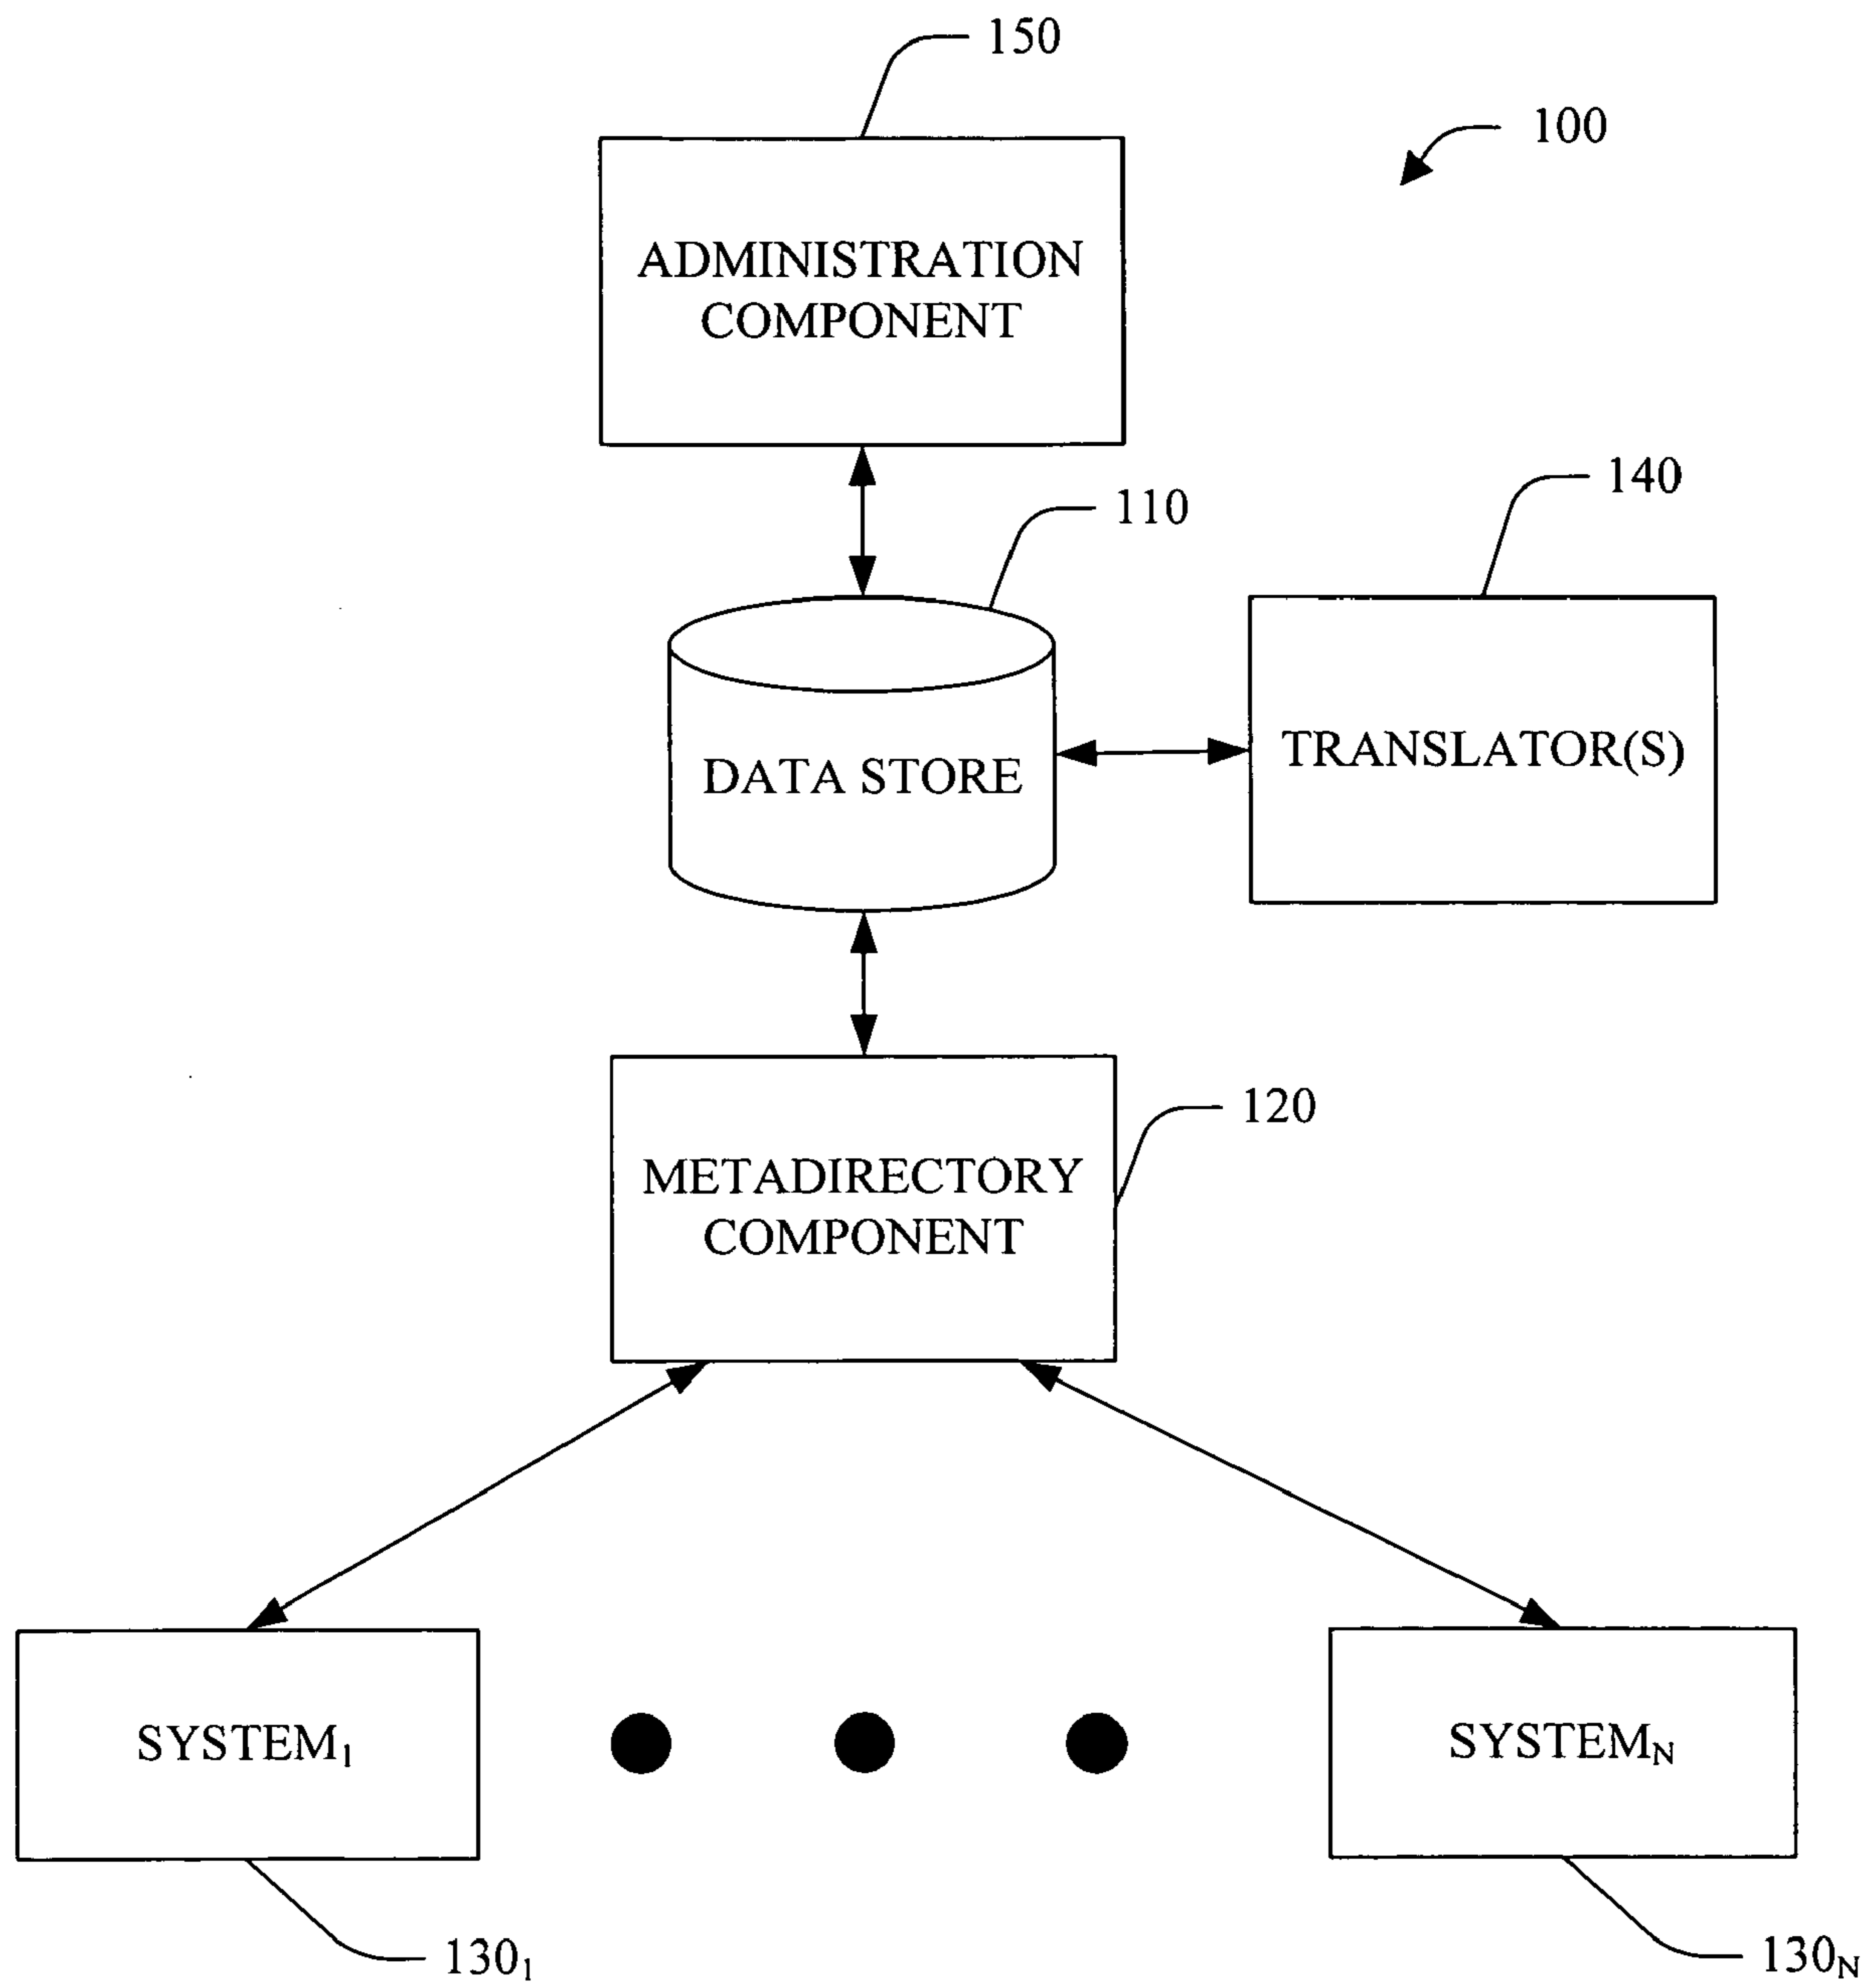 150
100
ADMINISTRATION
COMPONENT
140
110
TRANSLATOR(S)
DATA STORE
120
METADIRECTORY
COMPONENT
SYSTEM₁
SYSTEMN
130₁
130N